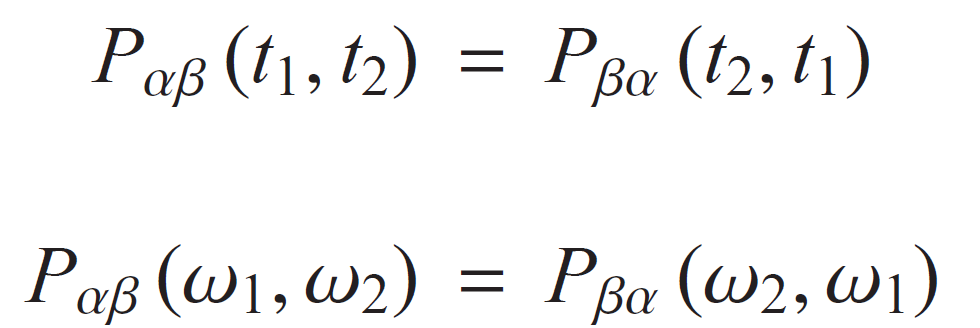 P_{αβ} (t_1, t_2) = P_{βα} (t_2, t_1)
P_{αβ} (ω_1, ω_2) = P_{βα} (ω_2, ω_1)